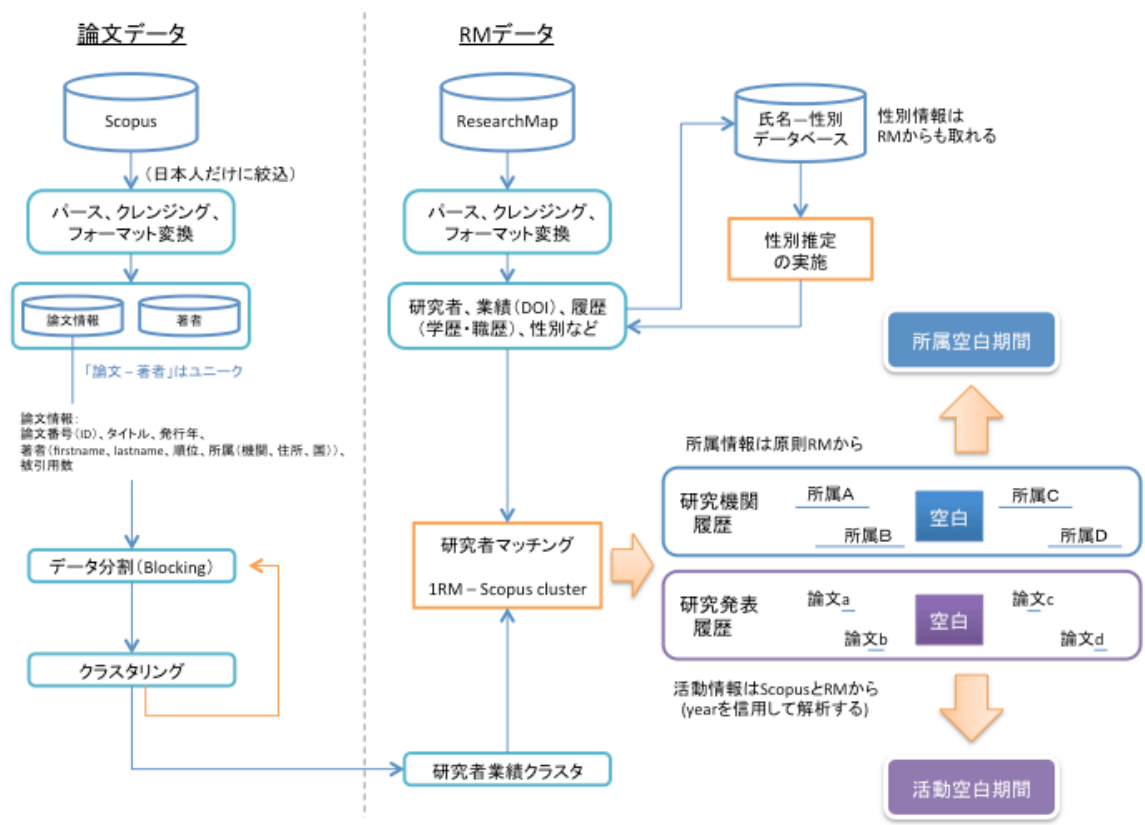 論文データ
Scopus
(日本人だけに絞込)
パース、クレンジング、
フォーマット変換
論文情報
著者
「論文 – 著者」はユニーク
論文情報:
論文番号(ID)、タイトル、発行年、
著者(firstname、lastname、順位、所属(機関、住所、国))、
被引用数
データ分割(Blocking)
クラスタリング
RMデータ
ResearchMap
パース、クレンジング、
フォーマット変換
研究者、業績(DOI)、履歴
(学歴・職歴)、性別など
氏名—性別
データベース
性別情報は
RMからも取れる
性別推定
の実施
研究者マッチング
1RM – Scopus cluster
研究者業績クラスタ
所属空白期間
所属情報は原則RMから
研究機関
履歴
所属A
所属B
空白
所属C
所属D
研究発表
履歴
論文a
論文b
空白
論文c
論文d
活動情報はScopusとRMから
(yearを信用して解析する)
活動空白期間